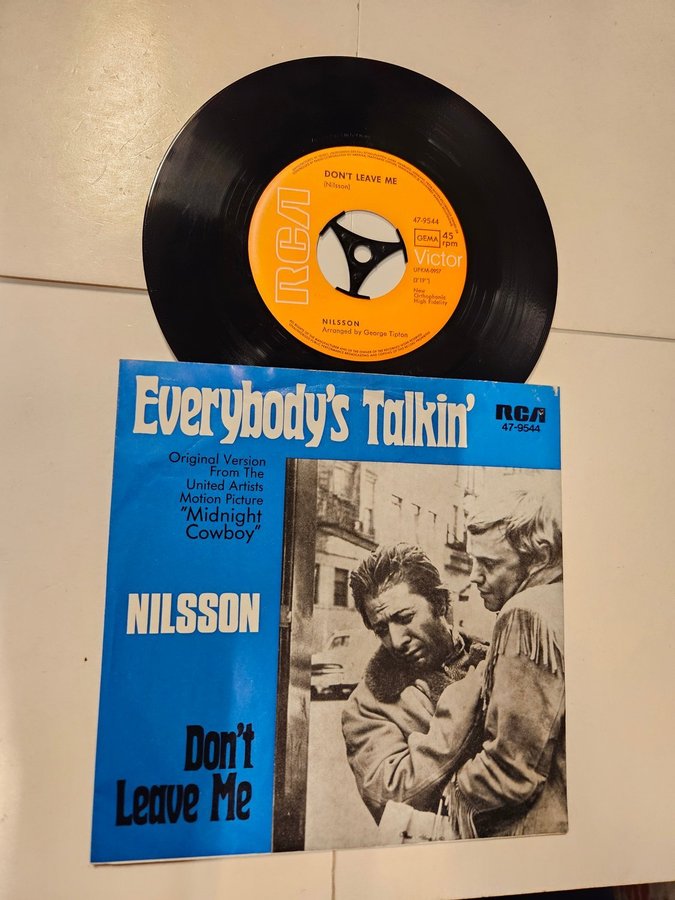 DON'T LEAVE ME
(Nilsson)
47-9544
GEMA
45
rpm
RCA
Victor
UPKM-0957
New
Orthophonic
High Fidelity
NILSSON
Arranged by George Tipton
Everybody's Talkin'
RCA
47-9544
Original Version
From The
United Artists
Motion Picture
"Midnight
Cowboy"
NILSSON
Don't
Leave Me